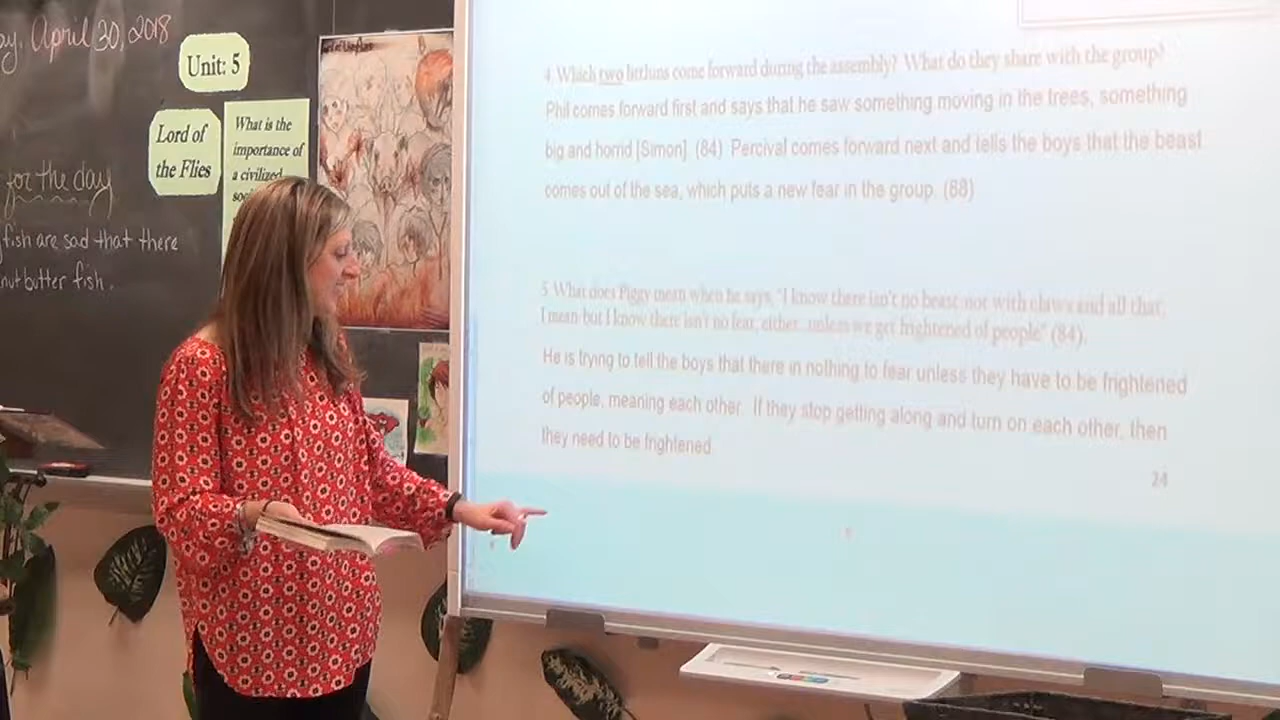 April 30, 2018
Unit: 5
Lord of
the Flies
What is the
importance of
a civilized
for the day
fish are sad that there
butter fish.
4. Which two littluns come forward during the assembly? What do they share with the group?
Phil comes forward first and says that he saw something moving in the trees, something
big and horrid [Simon]. (84) Percival comes forward next and tells the boys that the beast
comes out of the sea, which puts a new fear in the group. (88)
5. What does Piggy mean when he says, "I know there isn't no beast not with claws and all that,
I mean but I know there isn't no fear, either...unless we get frightened of people" (84).
He is trying to tell the boys that there in nothing to fear unless they have to be frightened
of people, meaning each other. If they stop getting along and turn on each other, then
they need to be frightened.
24